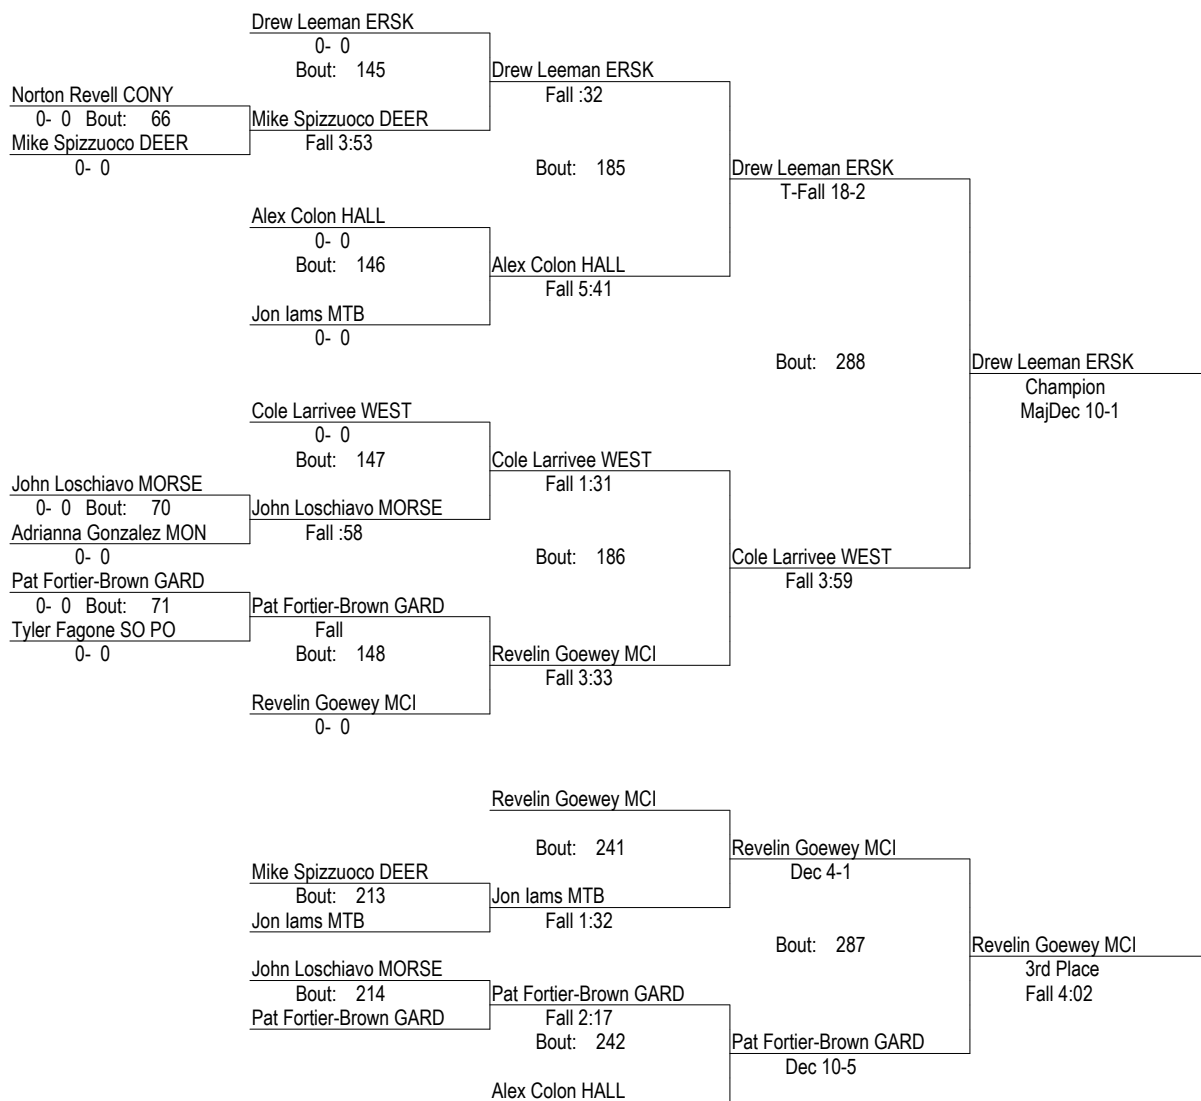 Drew Leeman ERSK
0- 0
Bout: 145
Drew Leeman ERSK
Norton Revell CONY
Fall :32
0- 0 Bout: 66
Mike Spizzuoco DEER
Mike Spizzuoco DEER
Fall 3:53
0- 0
Bout: 185
Drew Leeman ERSK
T-Fall 18-2
Alex Colon HALL
0- 0
Bout: 146
Alex Colon HALL
Fall 5:41
Jon Iams MTB
0- 0
Bout: 288
Drew Leeman ERSK
Champion
MajDec 10-1
Cole Larrivee WEST
0- 0
Bout: 147
Cole Larrivee WEST
Fall 1:31
John Loschiavo MORSE
0- 0 Bout: 70
John Loschiavo MORSE
Adrianna Gonzalez MON
Fall :58
0- 0
Bout: 186
Cole Larrivee WEST
Fall 3:59
Pat Fortier-Brown GARD
0- 0 Bout: 71
Pat Fortier-Brown GARD
Tyler Fagone SO PO
Fall
0- 0
Bout: 148
Revelin Goewey MCI
Fall 3:33
Revelin Goewey MCI
0- 0
Revelin Goewey MCI
Bout: 241
Revelin Goewey MCI
Dec 4-1
Mike Spizzuoco DEER
Bout: 213
Jon Iams MTB
Jon Iams MTB
Fall 1:32
Bout: 287
Revelin Goewey MCI
3rd Place
Fall 4:02
John Loschiavo MORSE
Bout: 214
Pat Fortier-Brown GARD
Pat Fortier-Brown GARD
Fall 2:17
Bout: 242
Pat Fortier-Brown GARD
Dec 10-5
Alex Colon HALL